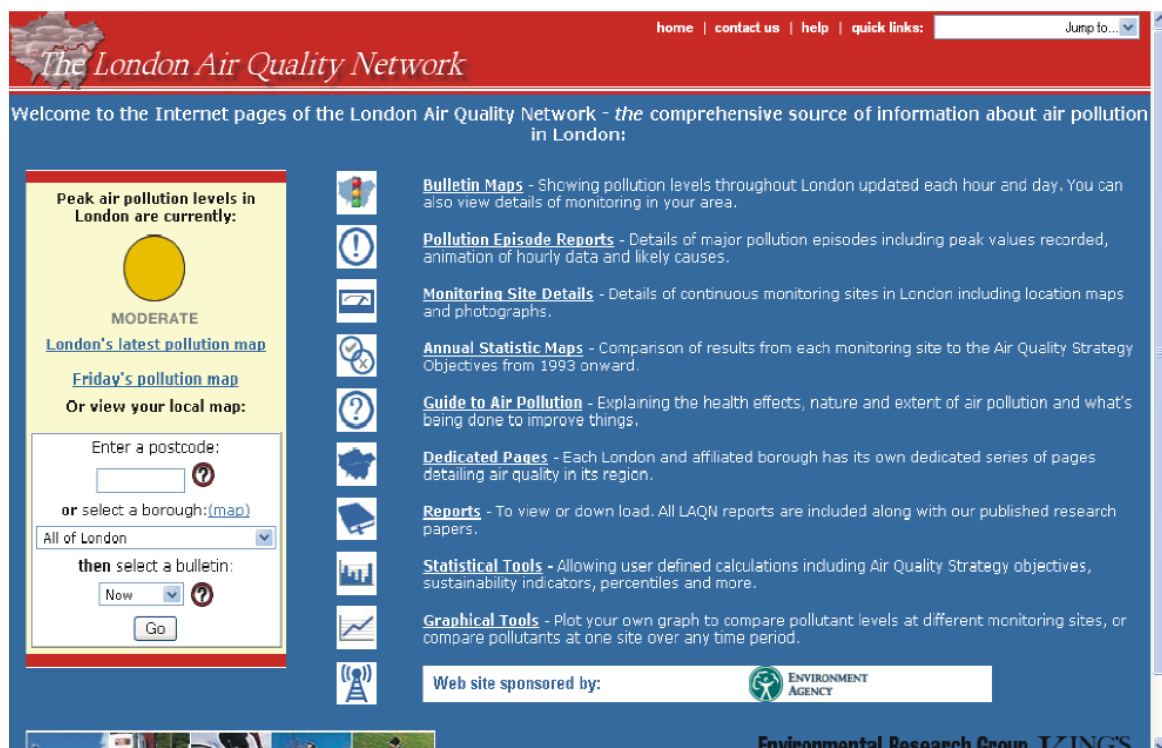 home | contact us | help | quick links: Jump to...
The London Air Quality Network
Welcome to the Internet pages of the London Air Quality Network - the comprehensive source of information about air pollution
in London:
Peak air pollution levels in
London are currently:
MODERATE
London's latest pollution map
Friday's pollution map
Or view your local map:
Enter a postcode:
or select a borough:(map)
All of London
then select a bulletin:
Now
Go
Bulletin Maps - Showing pollution levels throughout London updated each hour and day. You can
also view details of monitoring in your area.
Pollution Episode Reports - Details of major pollution episodes including peak values recorded,
animation of hourly data and likely causes.
Monitoring Site Details - Details of continuous monitoring sites in London including location maps
and photographs.
Annual Statistic Maps - Comparison of results from each monitoring site to the Air Quality Strategy
Objectives from 1993 onward.
Guide to Air Pollution - Explaining the health effects, nature and extent of air pollution and what's
being done to improve things.
Dedicated Pages - Each London and affiliated borough has its own dedicated series of pages
detailing air quality in its region.
Reports - To view or down load. All LAQN reports are included along with our published research
papers.
Statistical Tools - Allowing user defined calculations including Air Quality Strategy objectives,
sustainability indicators, percentiles and more.
Graphical Tools - Plot your own graph to compare pollutant levels at different monitoring sites, or
compare pollutants at one site over any time period.
Web site sponsored by:
ENVIRONMENT
AGENCY
Environmental Research Group KING'S